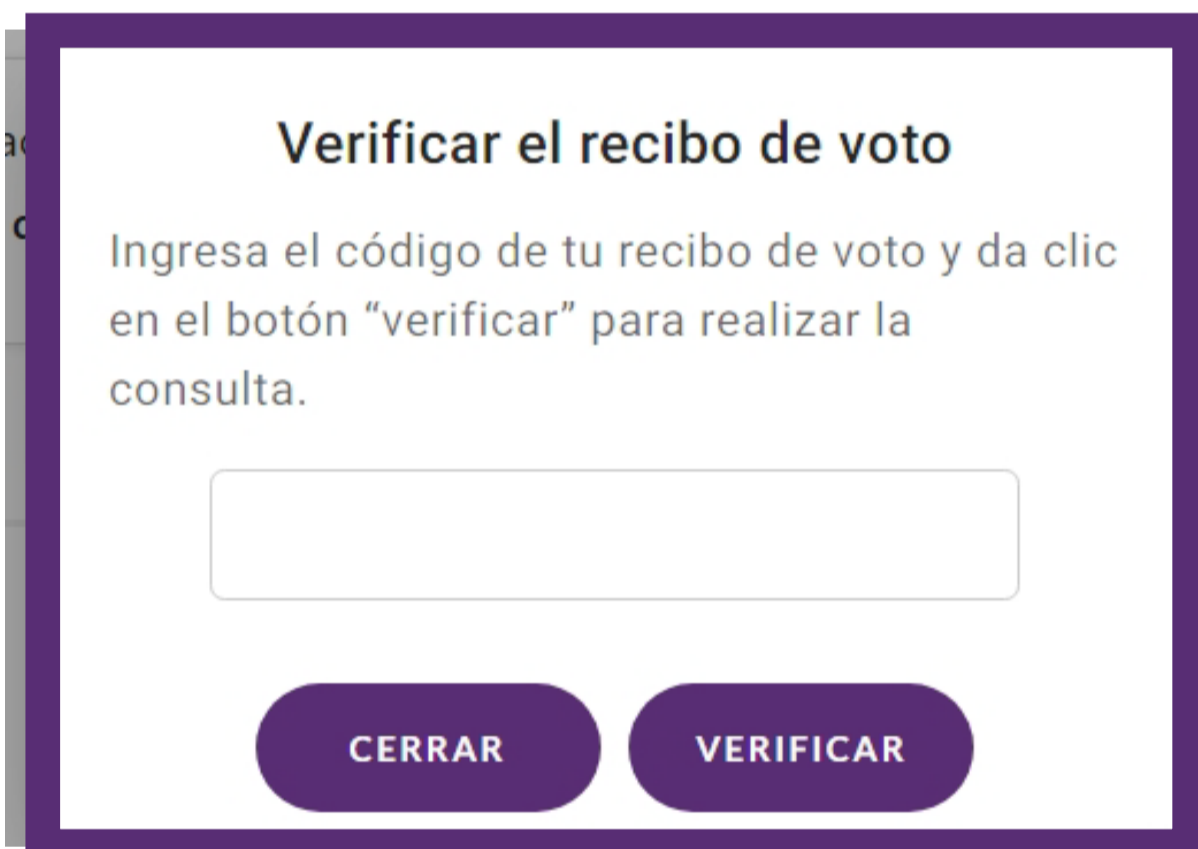 Verificar el recibo de voto
Ingresa el código de tu recibo de voto y da clic
en el botón “verificar” para realizar la
consulta.
CERRAR
VERIFICAR